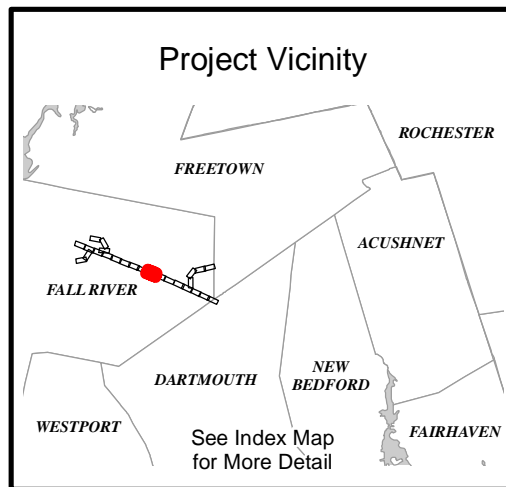 Project Vicinity
ROCHESTER
FREETOWN
ACUSHNET
FALL RIVER
DARTMOUTH
NEW
BEDFORD
WESTPORT
See Index Map
for More Detail
FAIRHAVEN